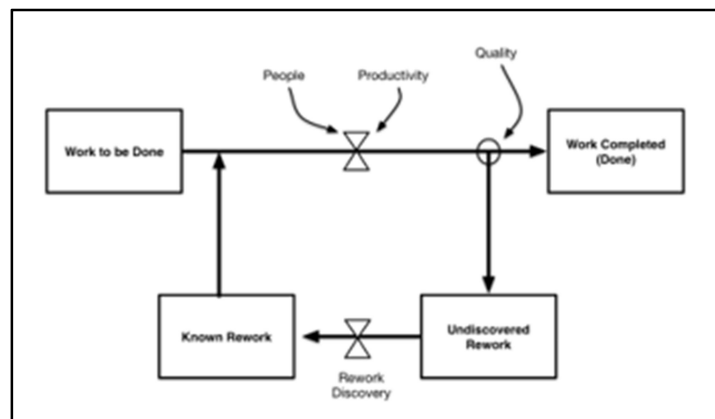 Quality
People
Productivity
Work to be Done
Work Completed
(Done)
Known Rework
Undiscovered
Rework
Rework
Discovery